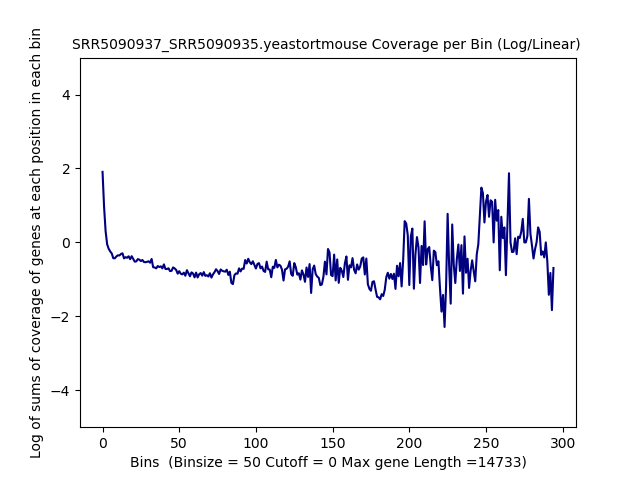 SRR5090937_SRR5090935.yeastortmouse Coverage per Bin (Log/Linear)
Log of sums of coverage of genes at each position in each bin
4
2
0
−2
−4
0 50 100 150 200 250 300
Bins  (Binsize = 50 Cutoff = 0 Max gene Length =14733)